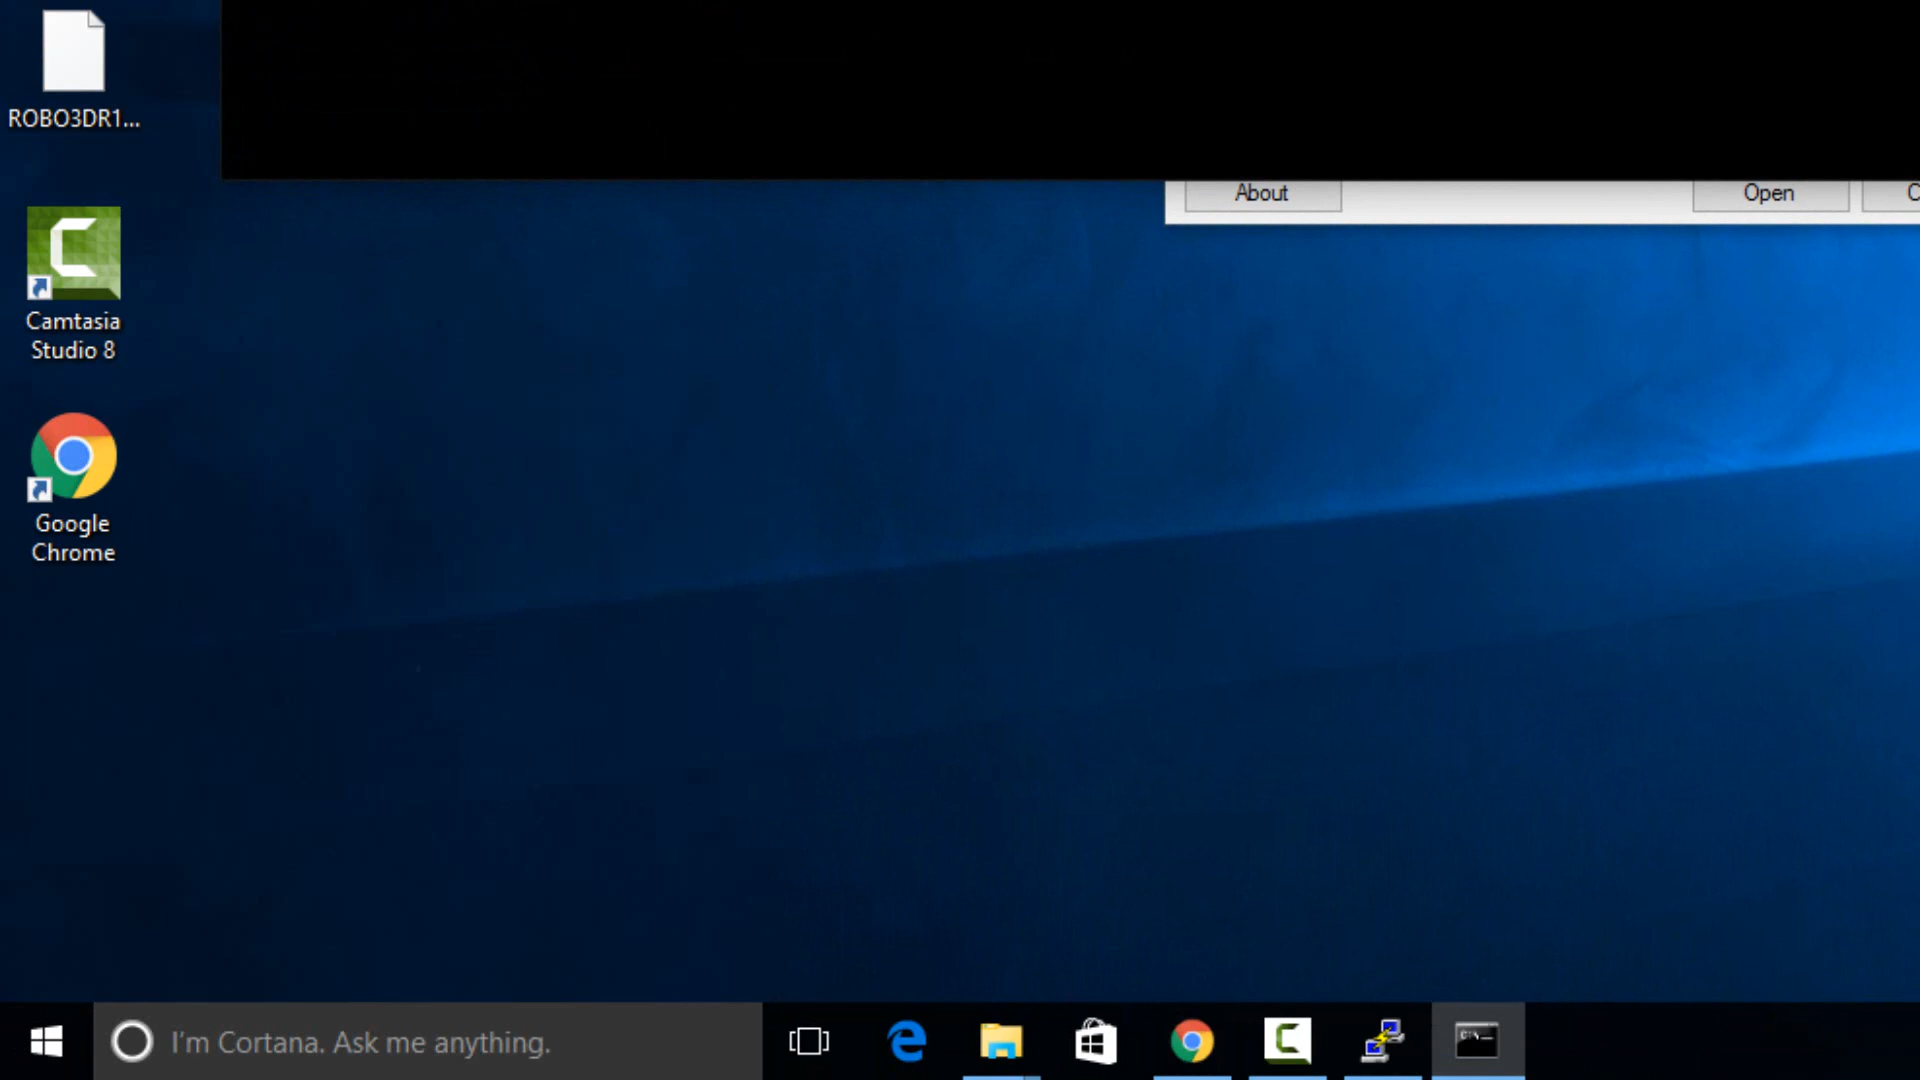 ROBO3DR1...
About
Open
C
Camtasia
Studio 8
Google
Chrome
I'm Cortana. Ask me anything.